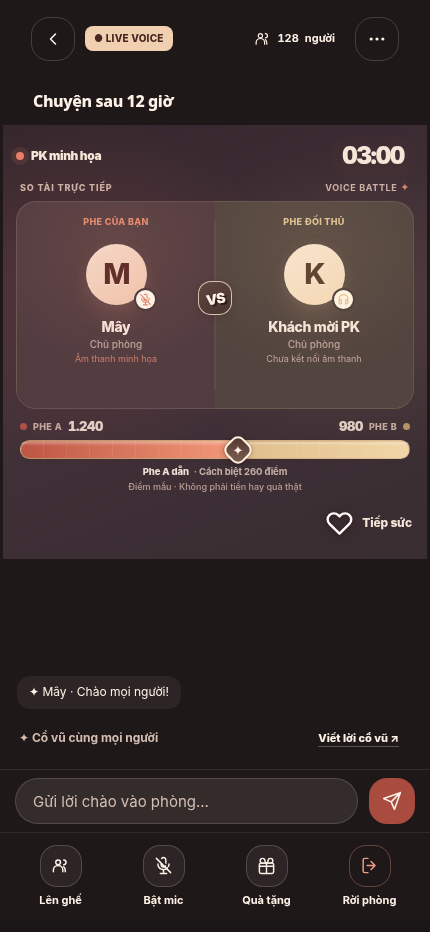 LIVE VOICE
128 người
Chuyện sau 12 giờ
PK minh họa
03:00
SO TÀI TRỰC TIẾP
VOICE BATTLE ✦
PHE CỦA BẠN
PHE ĐỐI THỦ
M
K
VS
Mây
Khách mời PK
Chủ phòng
Chủ phòng
Âm thanh minh họa
Chưa kết nối âm thanh
PHE A 1.240
980 PHE B
Phe A dẫn · Cách biệt 260 điểm
Điểm mẫu · Không phải tiền hay quà thật
Tiếp sức
✦ Mây · Chào mọi người!
✦ Cổ vũ cùng mọi người
Viết lời cổ vũ ↗
Gửi lời chào vào phòng...
Lên ghế
Bật mic
Quà tặng
Rời phòng